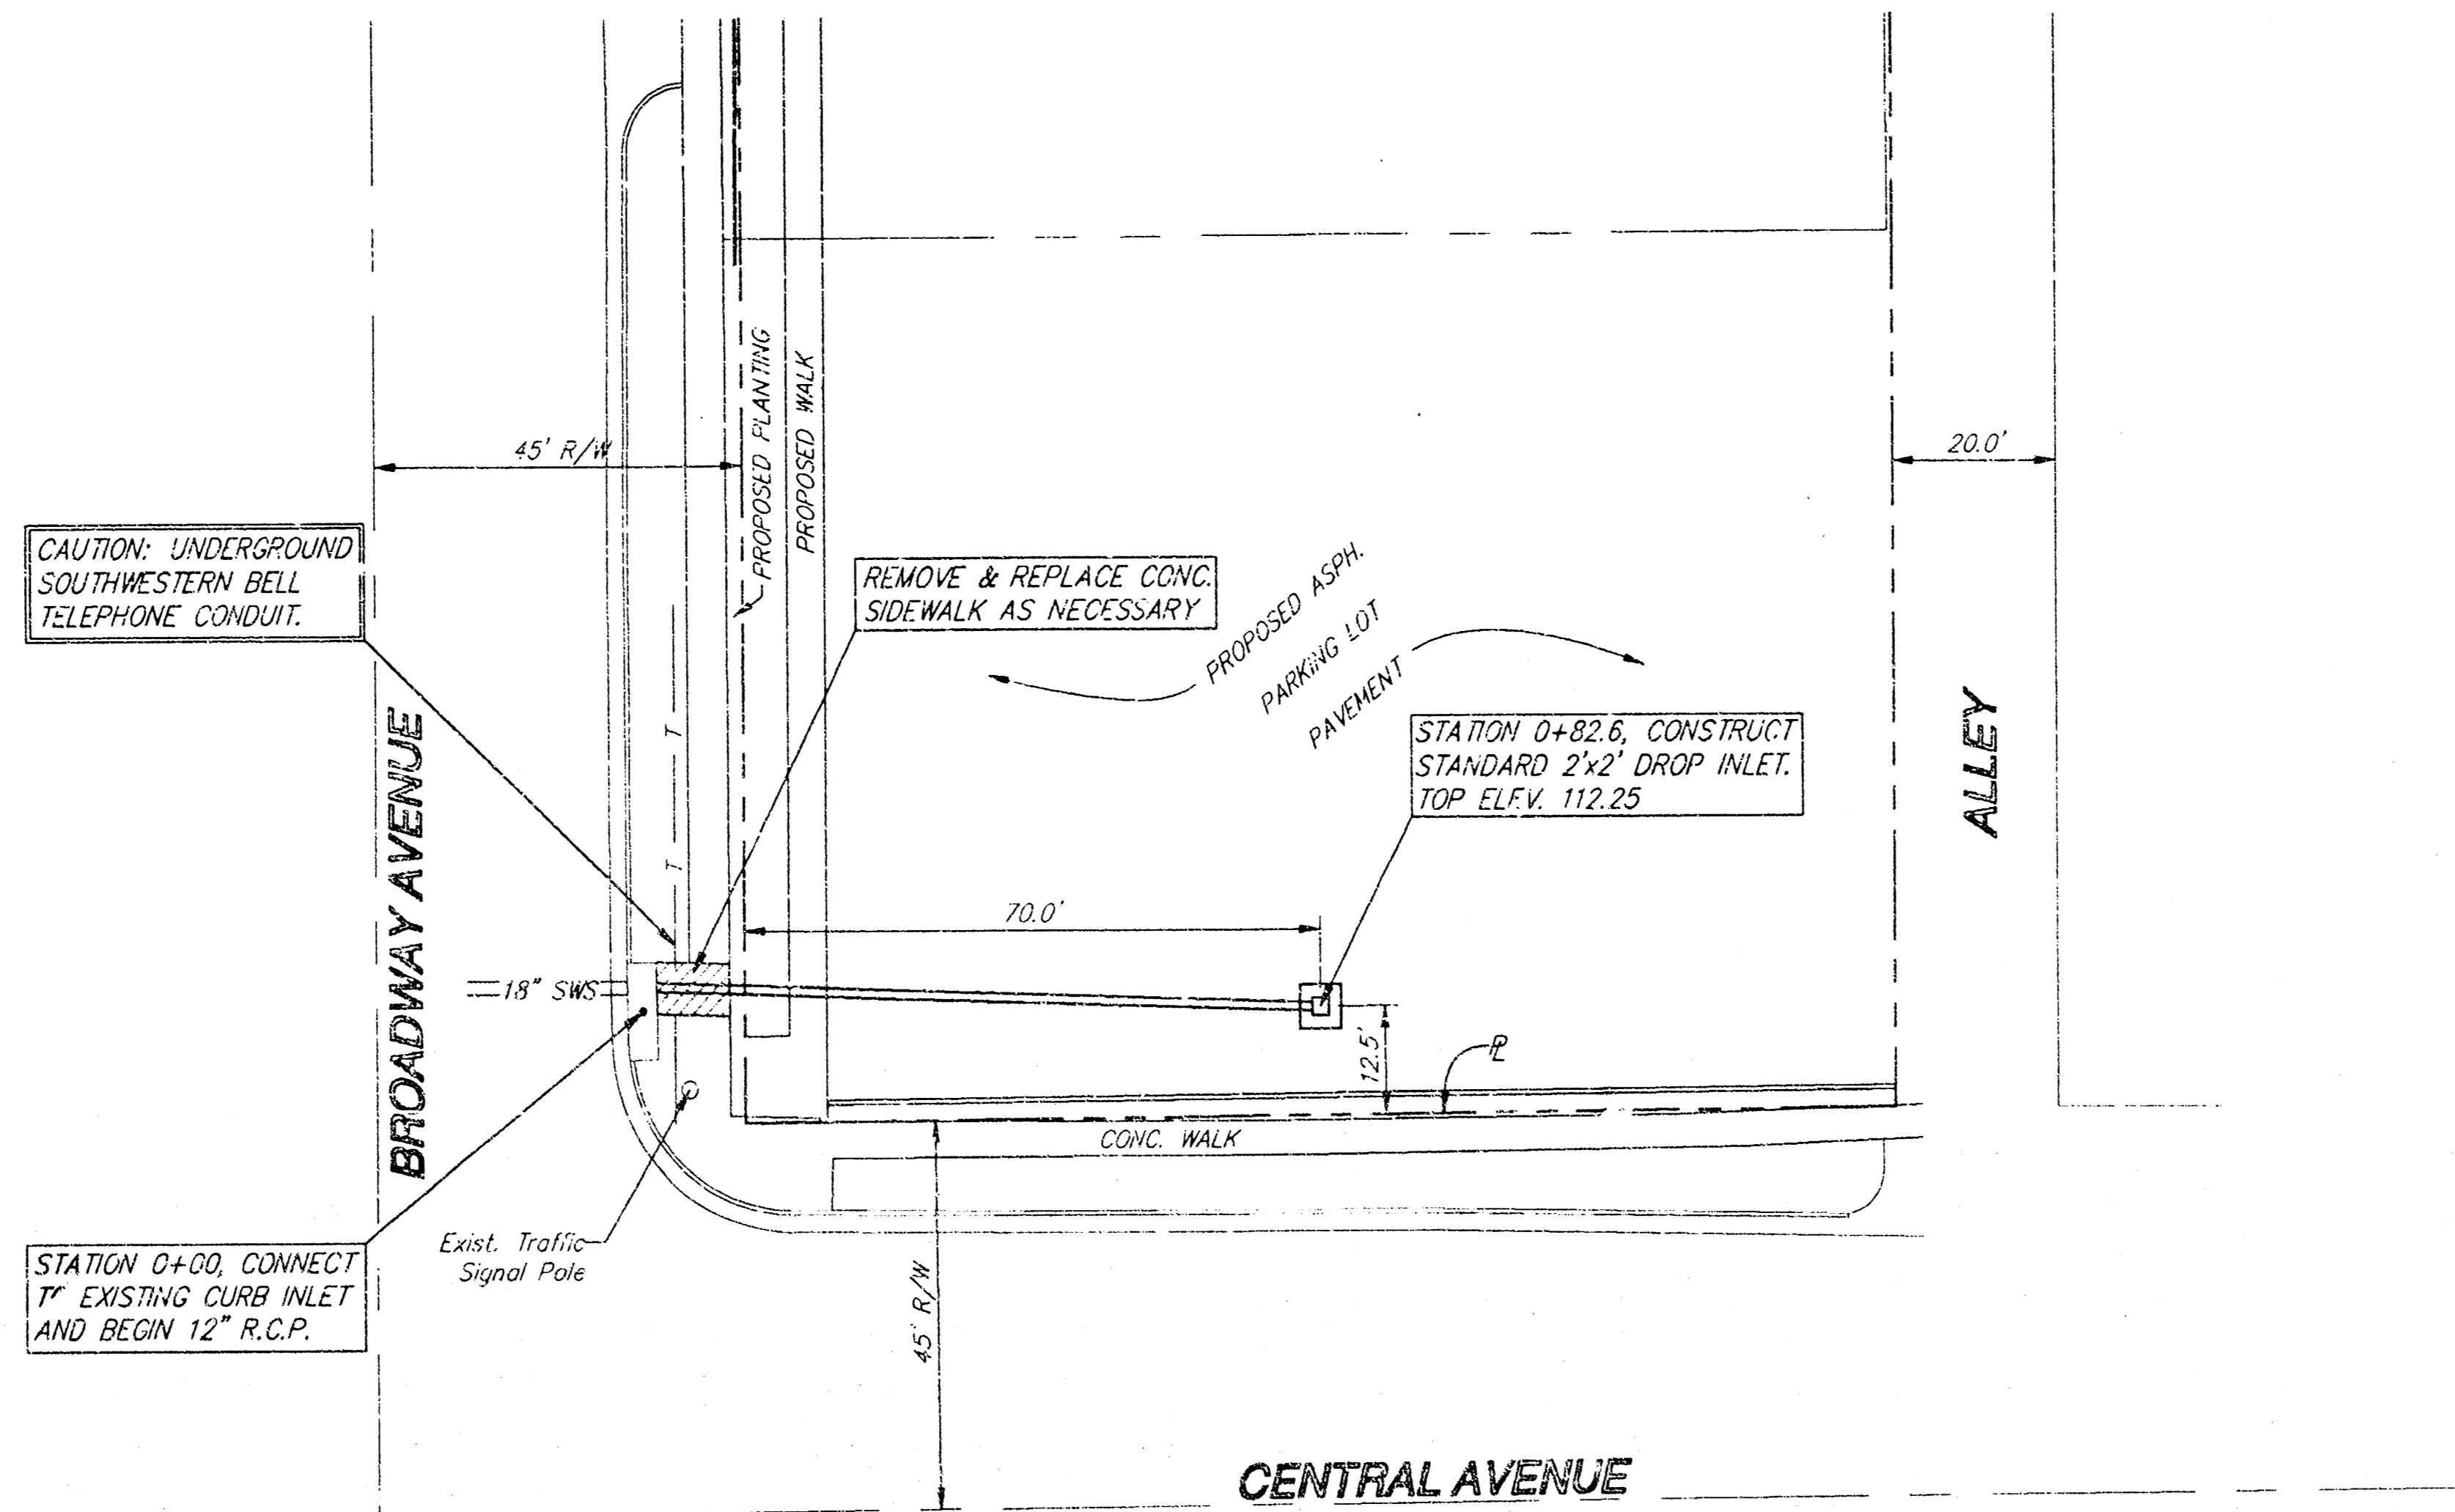 45' R/W
PROPOSED PLANTING
PROPOSED WALK
20.0'
CAUTION: UNDERGROUND
SOUTHWESTERN BELL
TELEPHONE CONDUIT.
REMOVE & REPLACE CONC.
SIDEWALK AS NECESSARY
PROPOSED ASPH.
PARKING LOT
PAVEMENT
STATION 0+82.6, CONSTRUCT
STANDARD 2'x2' DROP INLET.
TOP ELEV. 112.25
BROADWAY AVENUE
ALLEY
T
T
70.0'
18" SWS
12.5'
PL
CONC. WALK
Exist. Traffic
Signal Pole
STATION 0+00, CONNECT
EXISTING CURB INLET
AND BEGIN 12" R.C.P.
45' R/W
CENTRAL AVENUE